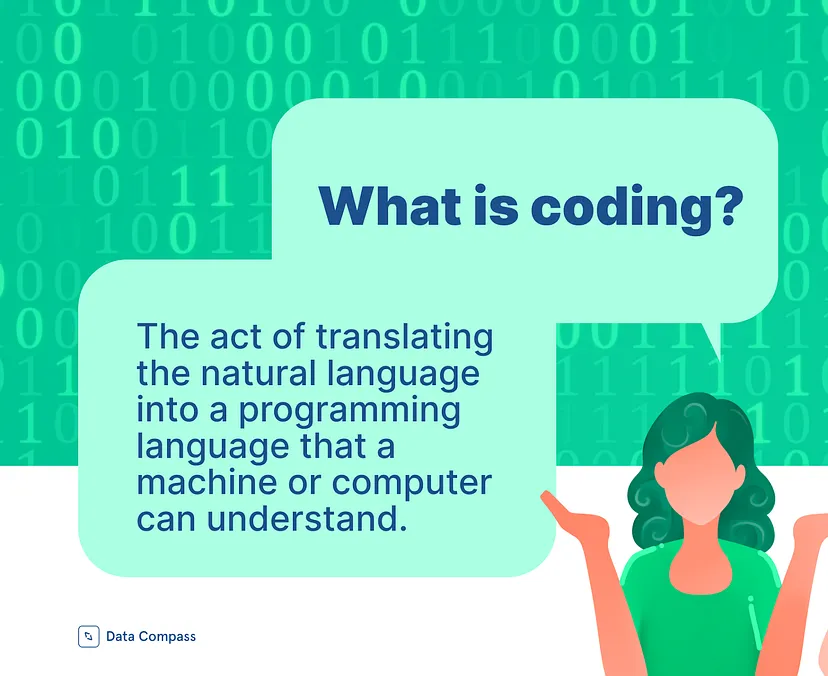 What is coding?
The act of translating
the natural language
into a programming
language that a
machine or computer
can understand.
Data Compass